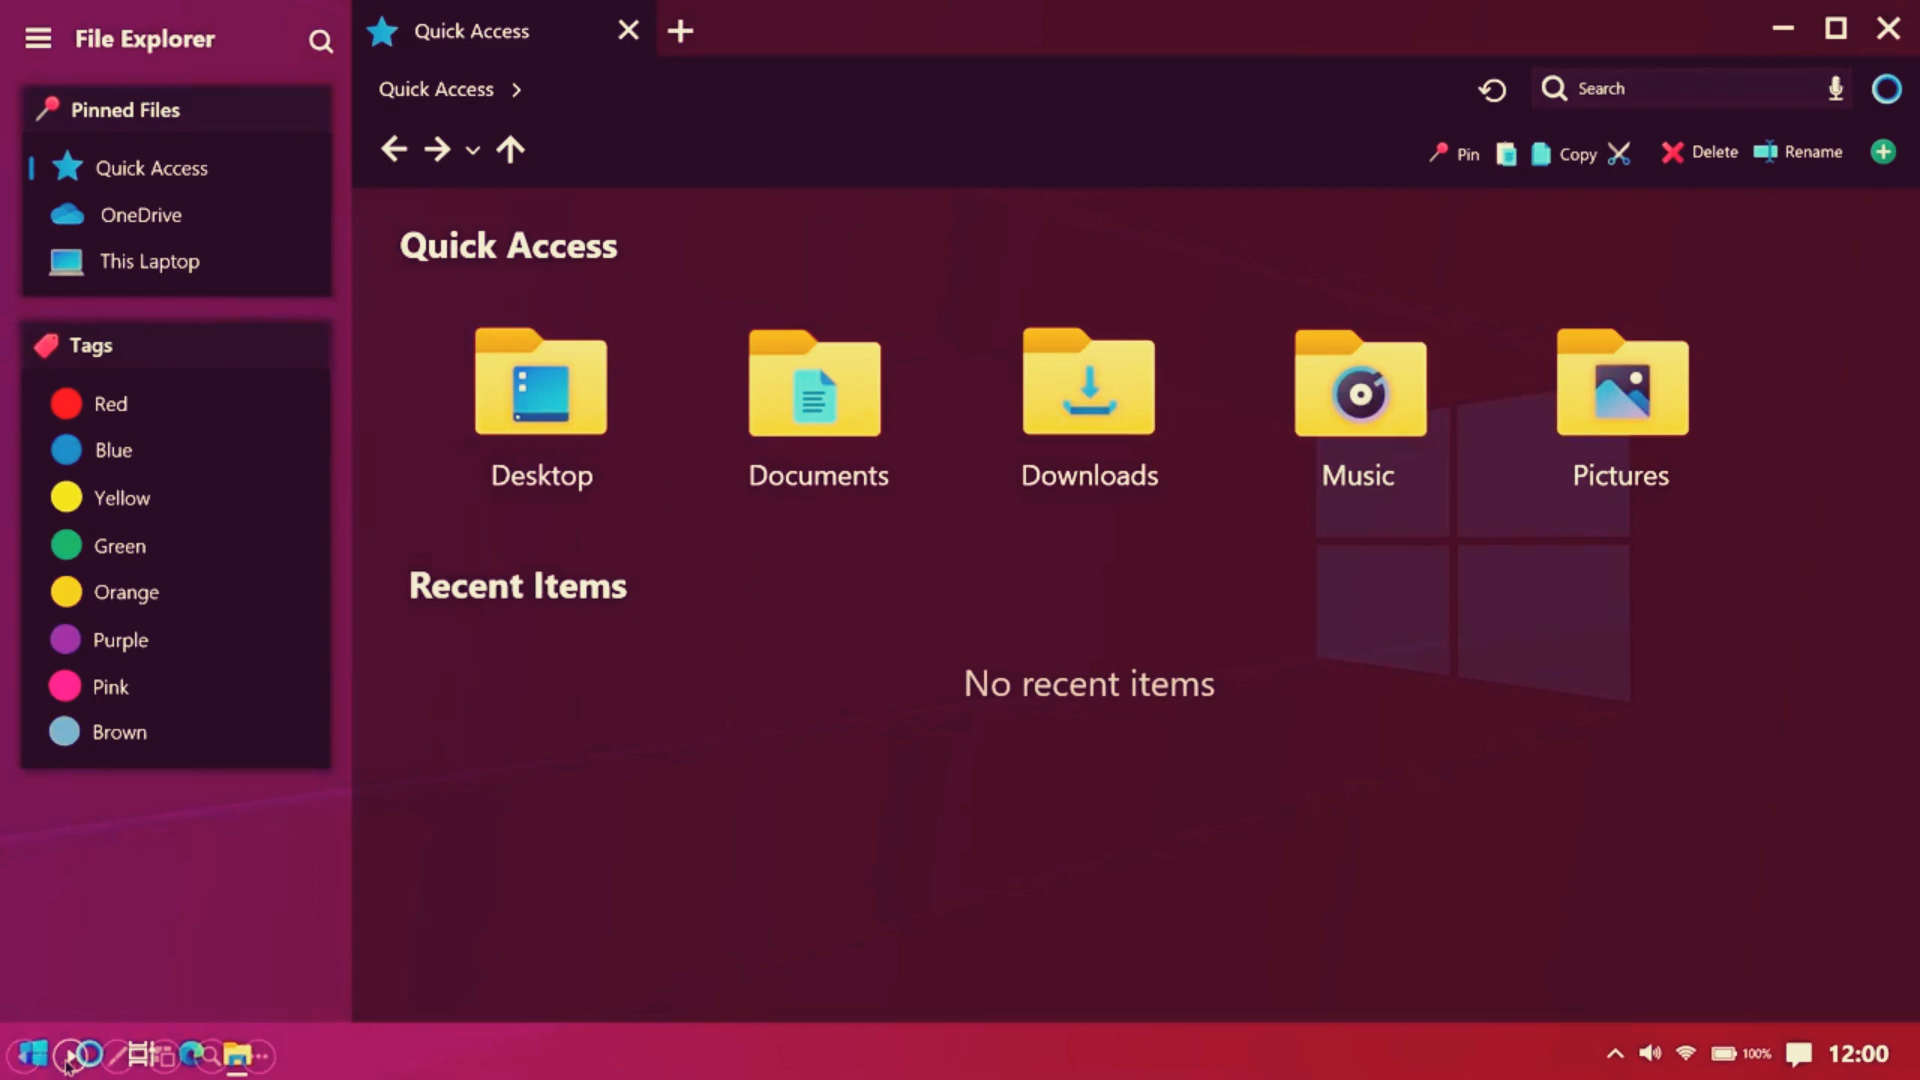 File Explorer
Pinned Files
Quick Access
OneDrive
This Laptop
Tags
Red
Blue
Yellow
Green
Orange
Purple
Pink
Brown
Quick Access
Quick Access
Search
Pin
Copy
Delete
Rename
Quick Access
Desktop
Documents
Downloads
Music
Pictures
Recent Items
No recent items
100%
12:00